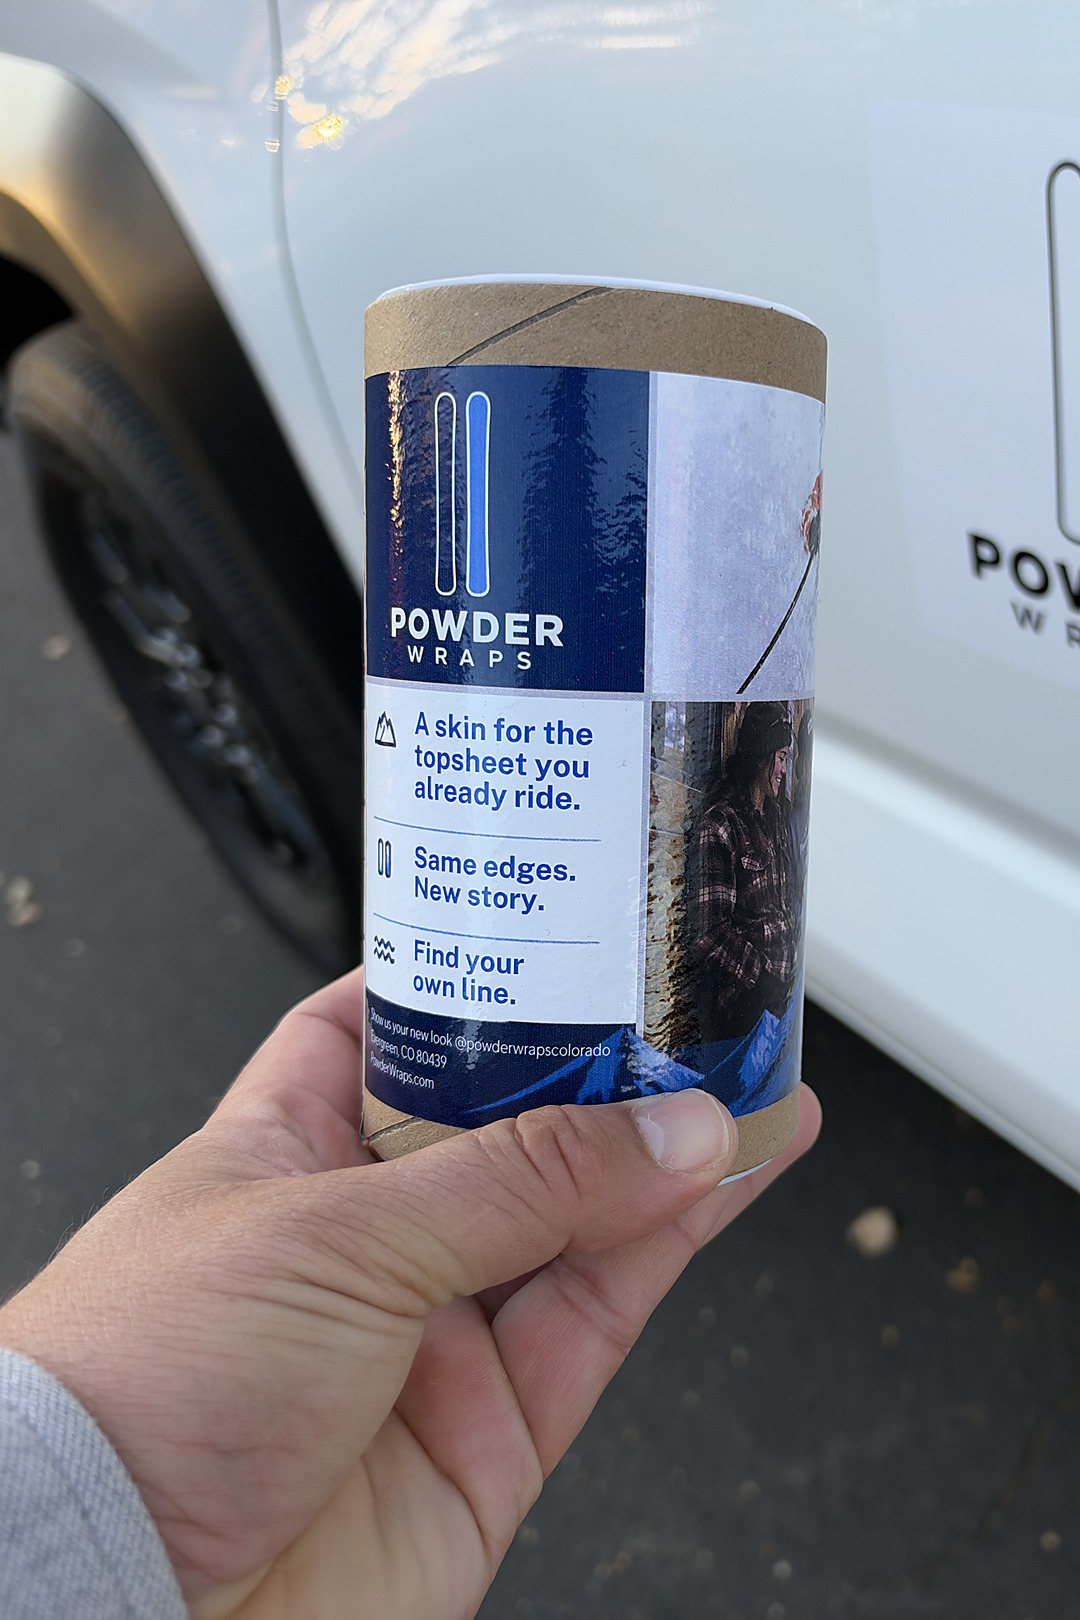 POWDER
WRAPS
A skin for the
topsheet you
already ride.
Same edges.
New story.
Find your
own line.
Show us your new look @powderwrapscolorado
Evergreen, CO 80439
PowderWraps.com